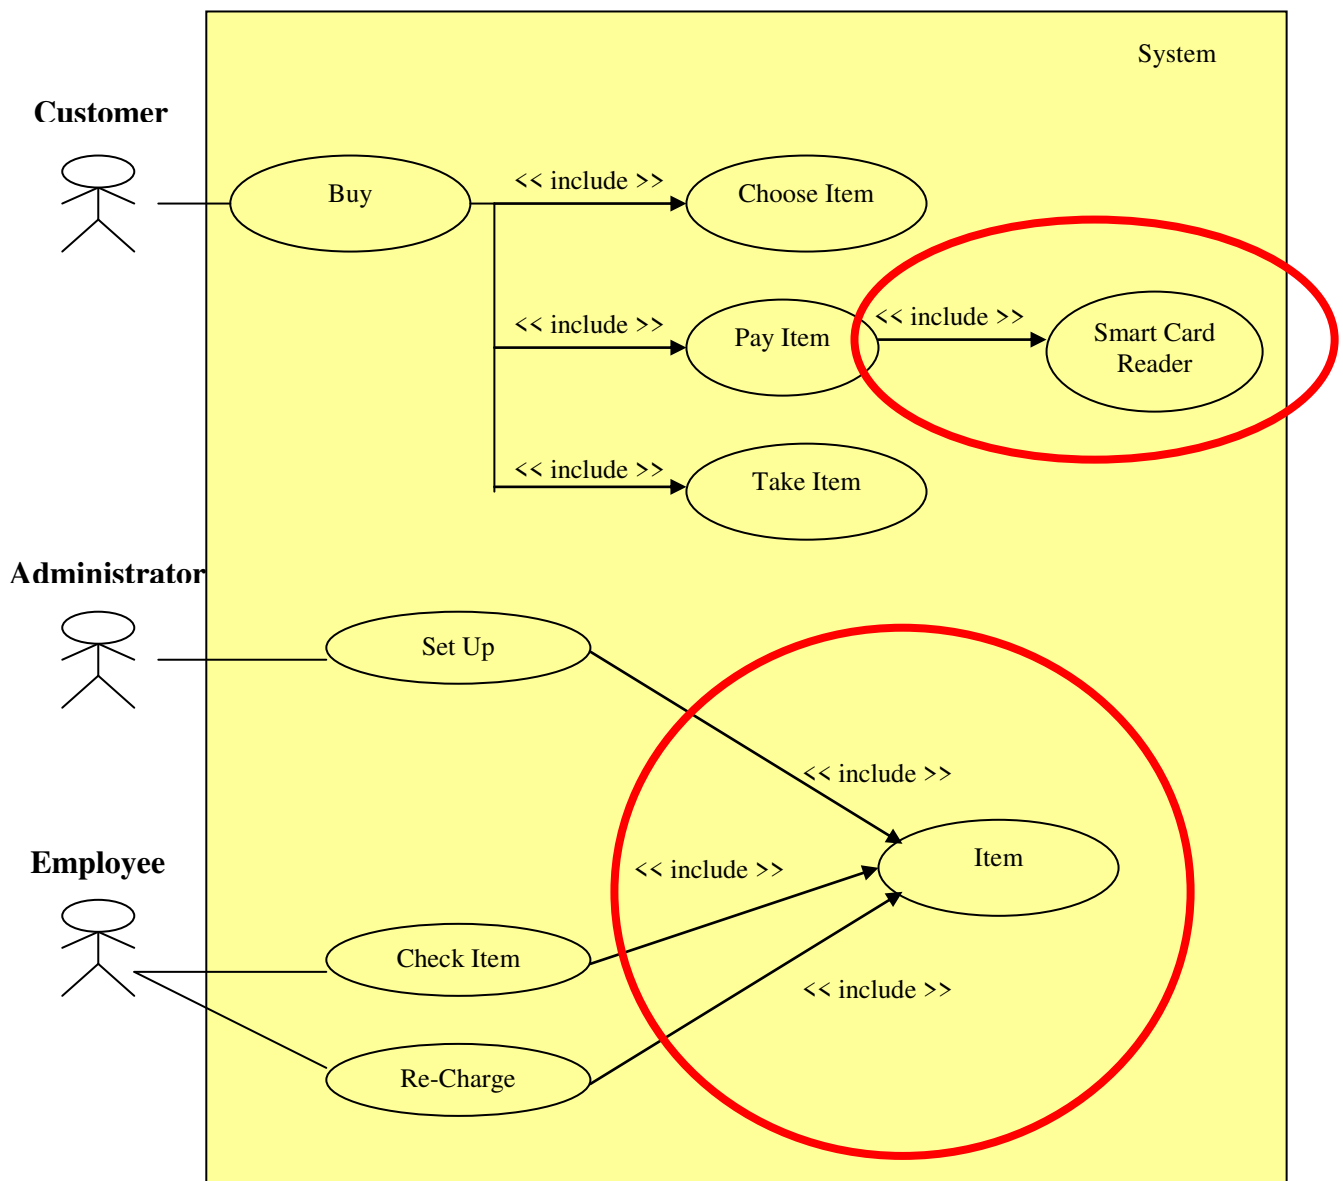 System
Customer
Buy
<< include >>
Choose Item
<< include >>
Pay Item
<< include >>
Smart Card
Reader
<< include >>
Take Item
Administrator
Set Up
<< include >>
Employee
<< include >>
Item
Check Item
<< include >>
Re-Charge